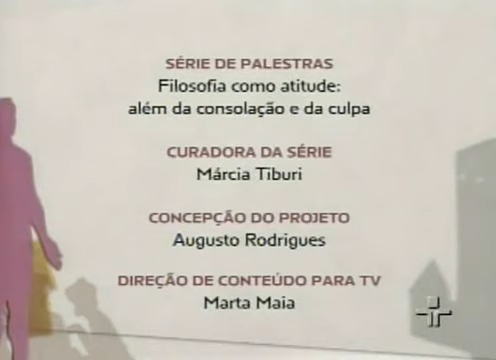 SÉRIE DE PALESTRAS
Filosofia como atitude:
além da consolação e da culpa
CURADORA DA SÉRIE
Márcia Tiburi
CONCEPÇÃO DO PROJETO
Augusto Rodrigues
DIREÇÃO DE CONTEÚDO PARA TV
Marta Maia